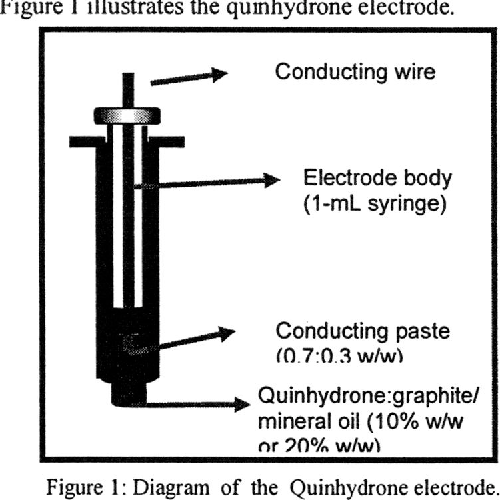 Figure 1 illustrates the quinhydrone electrode.
Conducting wire
Electrode body
(1-mL syringe)
Conducting paste
(0.7:0.3 w/w)
Quinhydrone:graphite/
mineral oil (10% w/w
or 20% w/w)
Figure 1: Diagram of the Quinhydrone electrode.